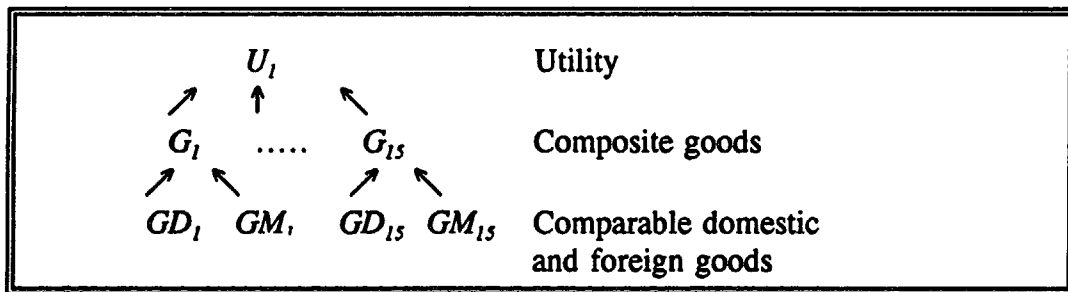 U₁ Utility
G₁ ..... G₁₅ Composite goods
GD₁ GM₁ GD₁₅ GM₁₅ Comparable domestic
and foreign goods